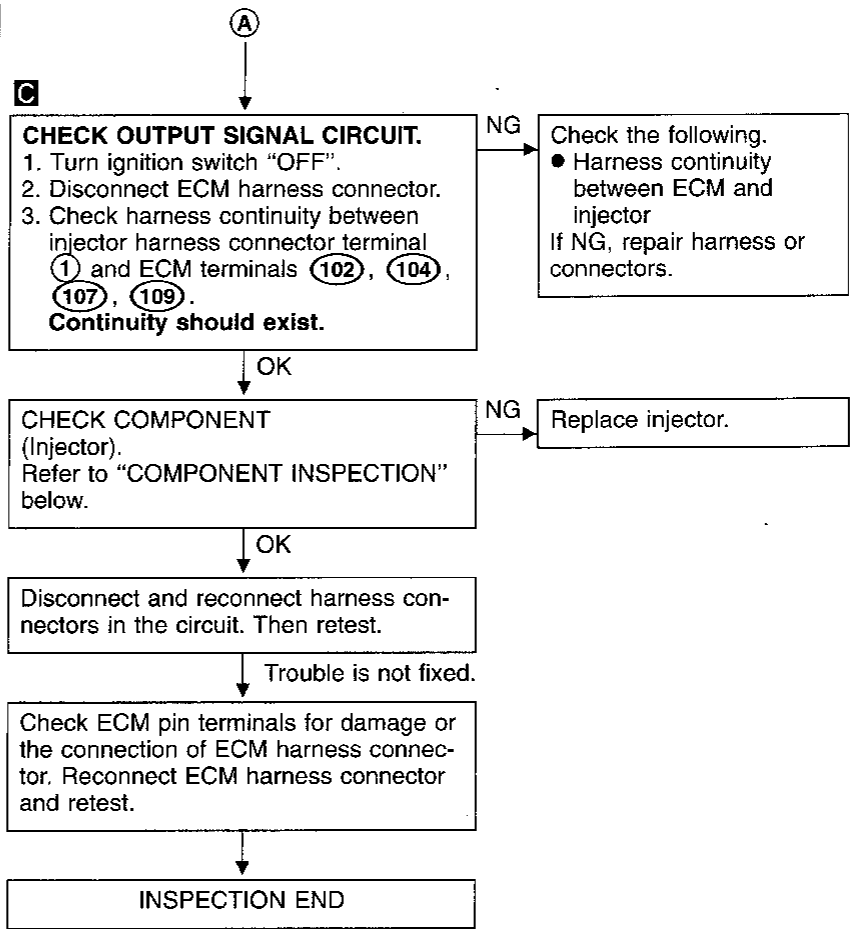 Ⓐ
C
CHECK OUTPUT SIGNAL CIRCUIT.
1. Turn ignition switch “OFF”.
2. Disconnect ECM harness connector.
3. Check harness continuity between
injector harness connector terminal
① and ECM terminals (102), (104),
(107), (109).
Continuity should exist.
NG
Check the following.
● Harness continuity
between ECM and
injector
If NG, repair harness or
connectors.
OK
CHECK COMPONENT
(Injector).
Refer to “COMPONENT INSPECTION”
below.
NG
Replace injector.
OK
Disconnect and reconnect harness con-
nectors in the circuit. Then retest.
Trouble is not fixed.
Check ECM pin terminals for damage or
the connection of ECM harness connec-
tor. Reconnect ECM harness connector
and retest.
INSPECTION END